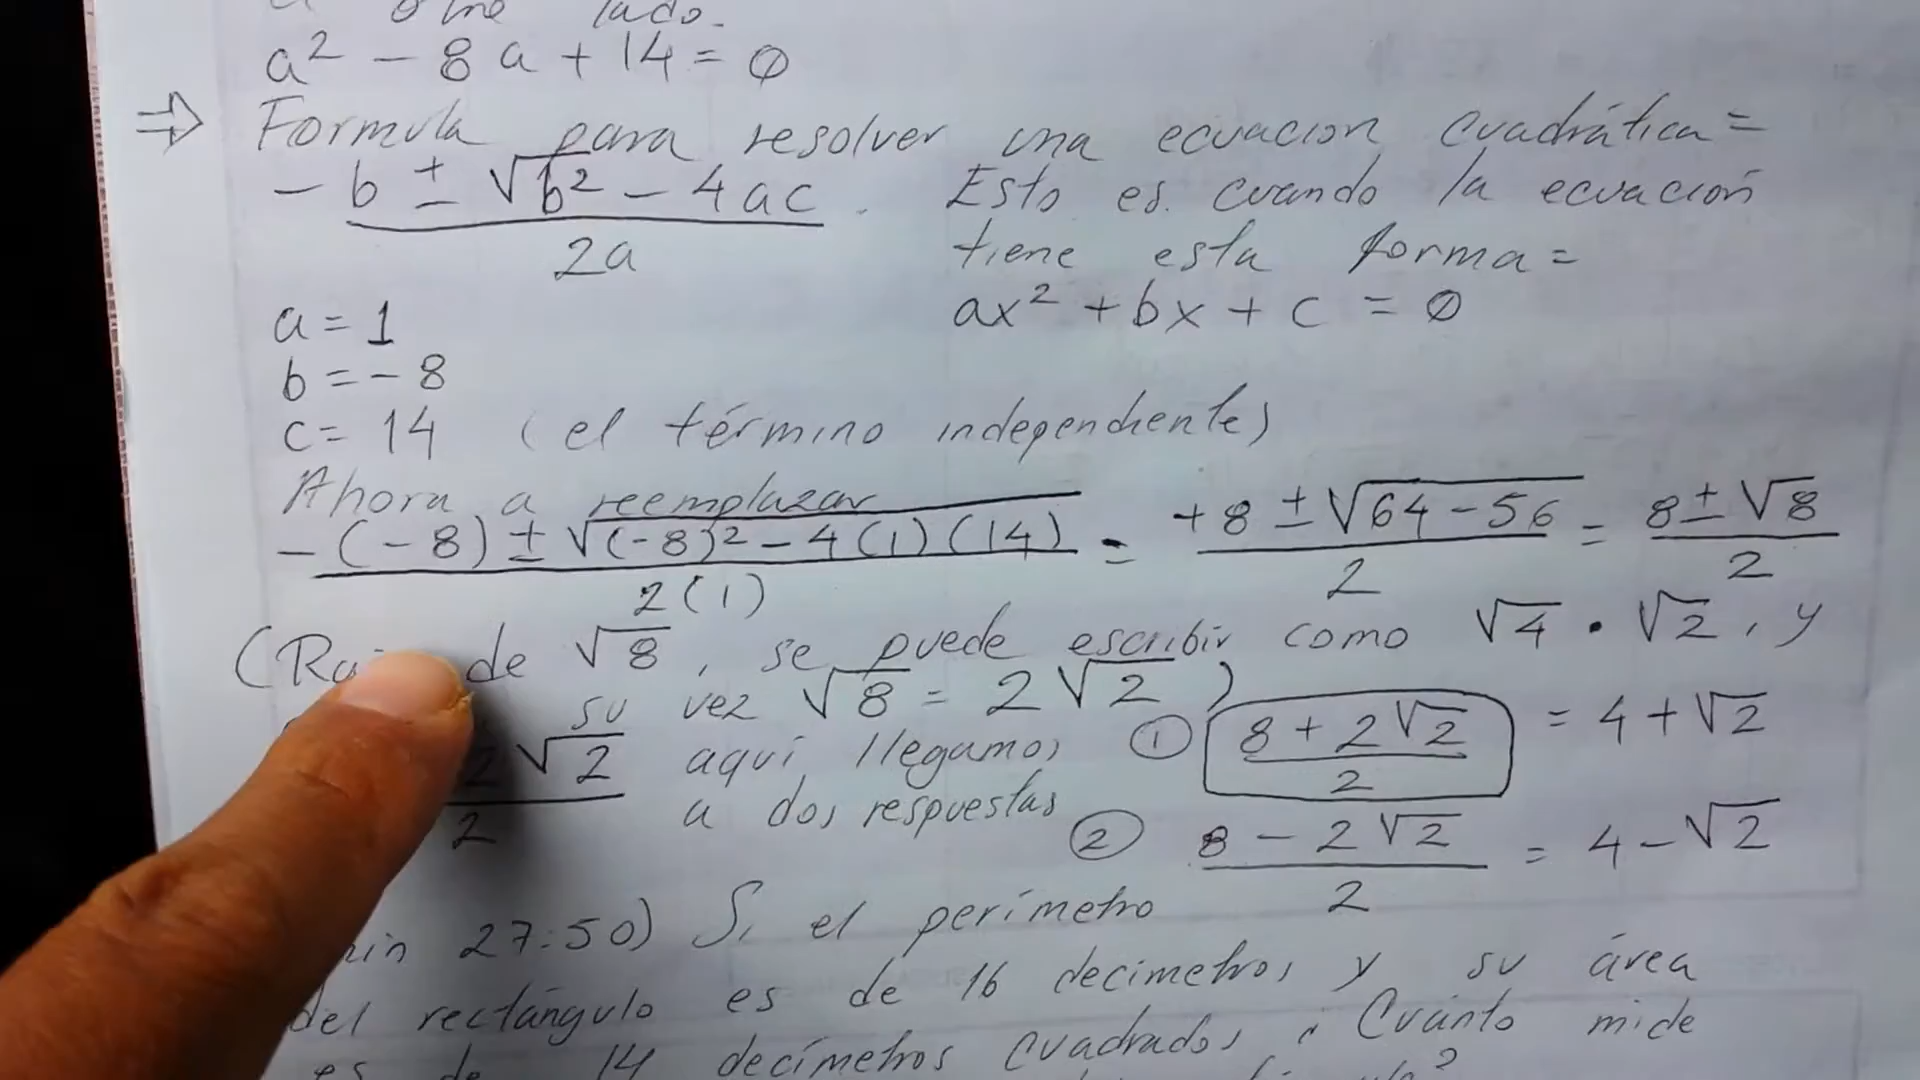 lado.
a² - 8a + 14 = 0
⇒ Formula para resolver una ecuacion cuadrática =
-b ± √b² - 4ac / 2a. Esto es cuando la ecuación
tiene esta forma =
ax² + bx + c = 0
a = 1
b = -8
c = 14 (el término independiente)
Ahora a reemplazar
-(-8) ± √(-8)² - 4(1)(14) / 2(1) = +8 ± √64 - 56 / 2 = 8 ± √8 / 2
(de √8, se puede escribir como √4 · √2, y
su vez √8 = 2√2)
2√2 / 2 aquí llegamos
a dos respuestas
① 8 + 2√2 / 2 = 4 + √2
② 8 - 2√2 / 2 = 4 - √2
27:50) Si el perímetro
del rectángulo es de 16 decímetros y su área
es de 14 decímetros cuadrados ¿Cuánto mide